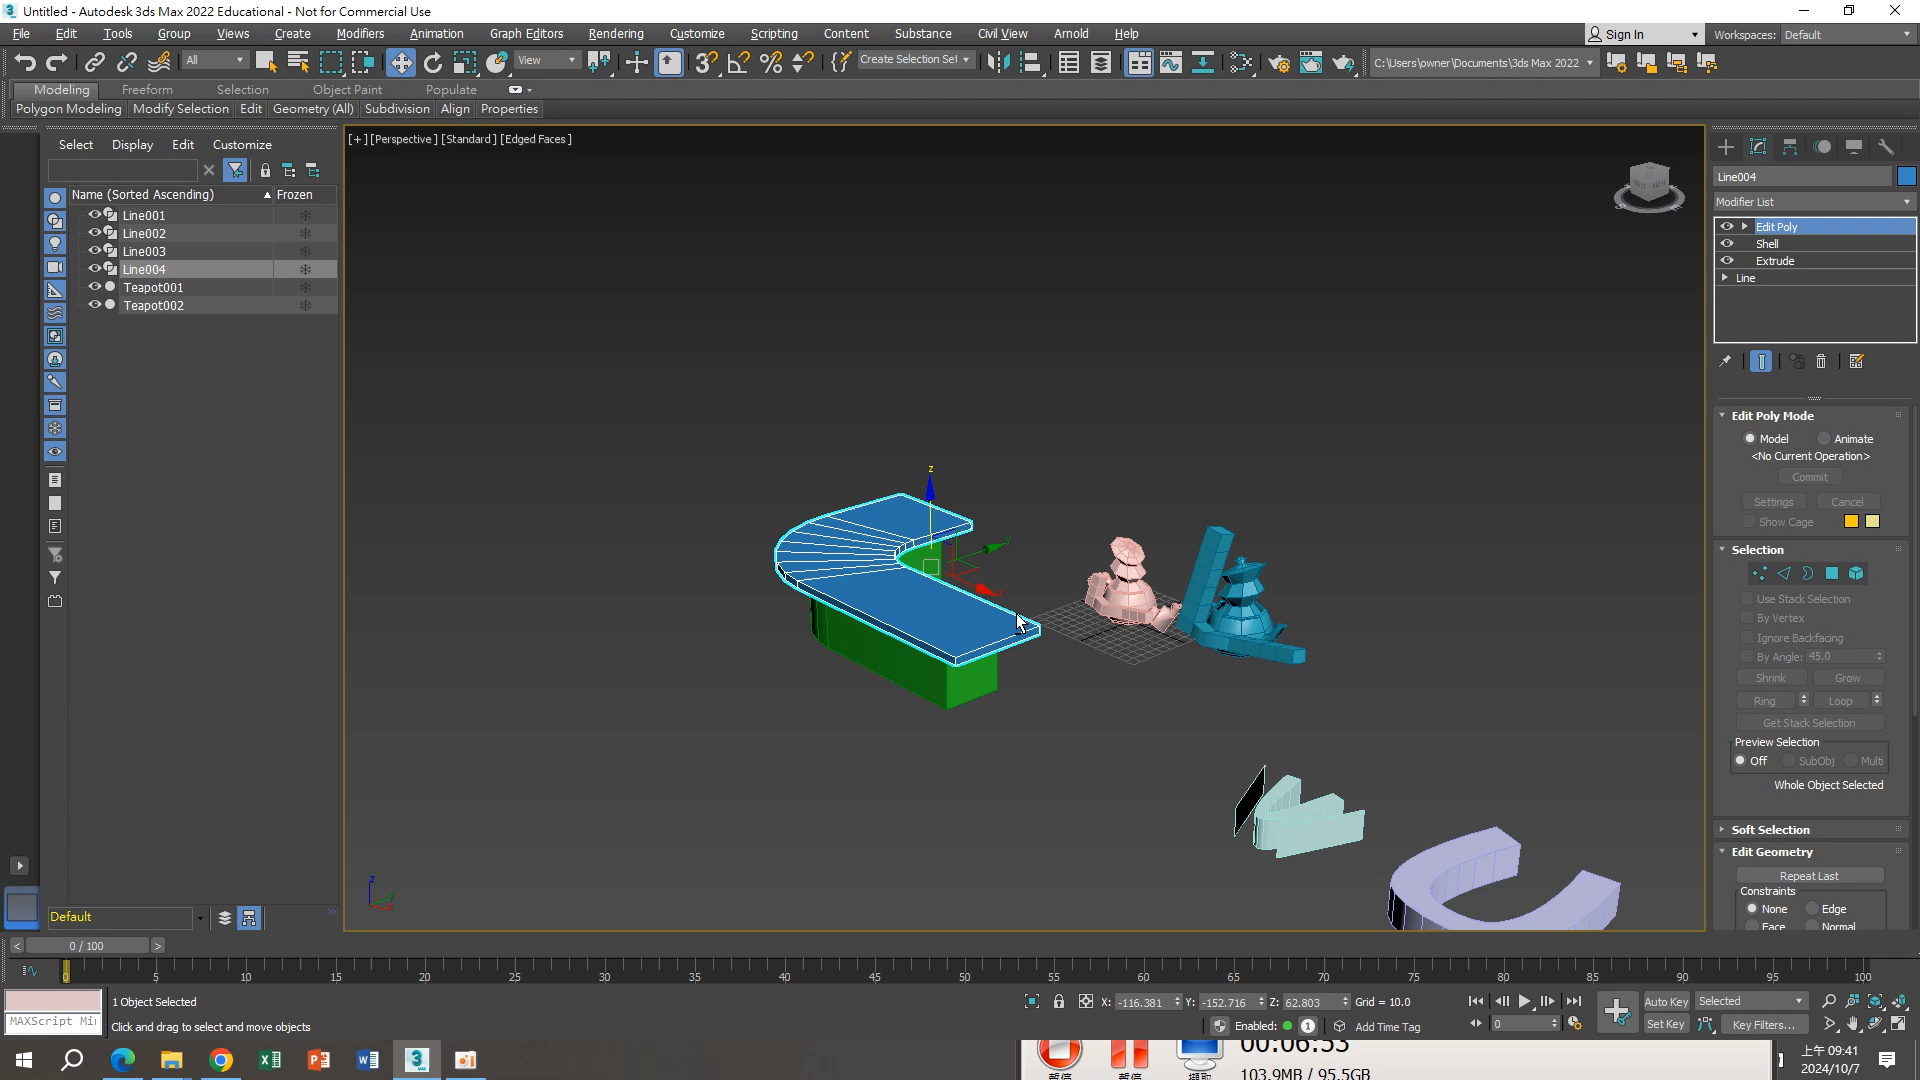 Untitled - Autodesk 3ds Max 2022 Educational - Not for Commercial Use
File Edit Tools Group Views Create Modifiers Animation Graph Editors Rendering Customize Scripting Content Substance Civil View Arnold Help
Sign In Workspaces: Default
All View Create Selection Set C:\Users\owner\Documents\3ds Max 2022
Modeling Freeform Selection Object Paint Populate
Polygon Modeling Modify Selection Edit Geometry (All) Subdivision Align Properties
Select Display Edit Customize
[+] [Perspective] [Standard] [Edged Faces]
Name (Sorted Ascending) Frozen
Line001
Line002
Line003
Line004
Teapot001
Teapot002
z
y
x
Line004
Modifier List
Edit Poly
Shell
Extrude
Line
Edit Poly Mode
Model Animate
<No Current Operation>
Commit
Settings Cancel
Show Cage
Selection
Use Stack Selection
By Vertex
Ignore Backfacing
By Angle: 45.0
Shrink Grow
Ring Loop
Get Stack Selection
Preview Selection
Off SubObj Multi
Whole Object Selected
Soft Selection
Edit Geometry
Repeat Last
Constraints
None Edge
Face Normal
Default
0 / 100
0 5 10 15 20 25 30 35 40 45 50 55 60 65 70 75 80 85 90 95 100
1 Object Selected
X: -116.381 Y: -152.716 Z: 62.803 Grid = 10.0
Auto Key Selected
MAXScript Mi
Click and drag to select and move objects
Enabled: 1 Add Time Tag
0
Set Key Key Filters...
00:06:53
暫停 擷取
103.9MB / 95.5GB
上午 09:41
2024/10/7